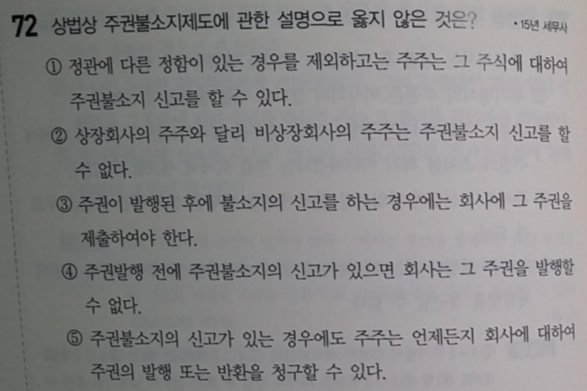 72 상법상 주권불소지제도에 관한 설명으로 옳지 않은 것은? • 15년 세무사
① 정관에 다른 정함이 있는 경우를 제외하고는 주주는 그 주식에 대하여
주권불소지 신고를 할 수 있다.
② 상장회사의 주주와 달리 비상장회사의 주주는 주권불소지 신고를 할
수 없다.
③ 주권이 발행된 후에 불소지의 신고를 하는 경우에는 회사에 그 주권을
제출하여야 한다.
④ 주권발행 전에 주권불소지의 신고가 있으면 회사는 그 주권을 발행할
수 없다.
⑤ 주권불소지의 신고가 있는 경우에도 주주는 언제든지 회사에 대하여
주권의 발행 또는 반환을 청구할 수 있다.